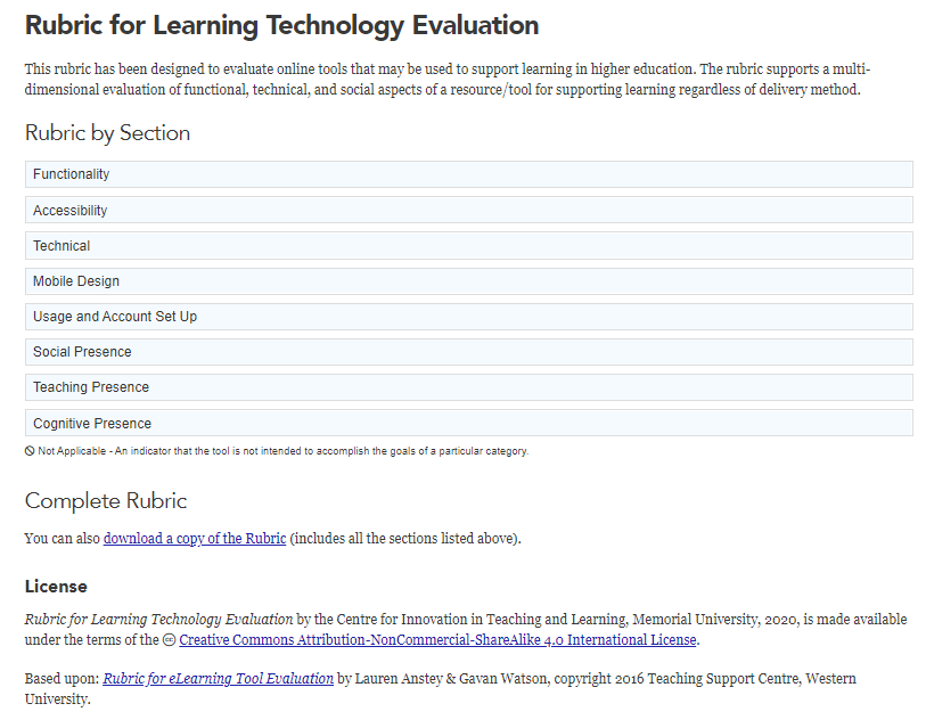 Rubric for Learning Technology Evaluation
This rubric has been designed to evaluate online tools that may be used to support learning in higher education. The rubric supports a multi-
dimensional evaluation of functional, technical, and social aspects of a resource/tool for supporting learning regardless of delivery method.
Rubric by Section
Functionality
Accessibility
Technical
Mobile Design
Usage and Account Set Up
Social Presence
Teaching Presence
Cognitive Presence
Not Applicable - An indicator that the tool is not intended to accomplish the goals of a particular category.
Complete Rubric
You can also download a copy of the Rubric (includes all the sections listed above).
License
Rubric for Learning Technology Evaluation by the Centre for Innovation in Teaching and Learning, Memorial University, 2020, is made available
under the terms of the Creative Commons Attribution-NonCommercial-ShareAlike 4.0 International License.
Based upon: Rubric for eLearning Tool Evaluation by Lauren Anstey & Gavan Watson, copyright 2016 Teaching Support Centre, Western
University.